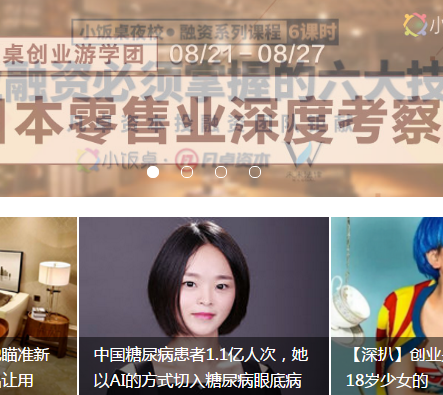 小饭桌夜校 • 融资系列课程 6课时
桌创业游学团 08/21－08/27
融资必须掌握的六大技
日本零售业深度考察
小饭桌
日桌资本
瞄准新
让用
中国糖尿病患者1.1亿人次，她
以AI的方式切入糖尿病眼底病
【深扒】创业
18岁少女的